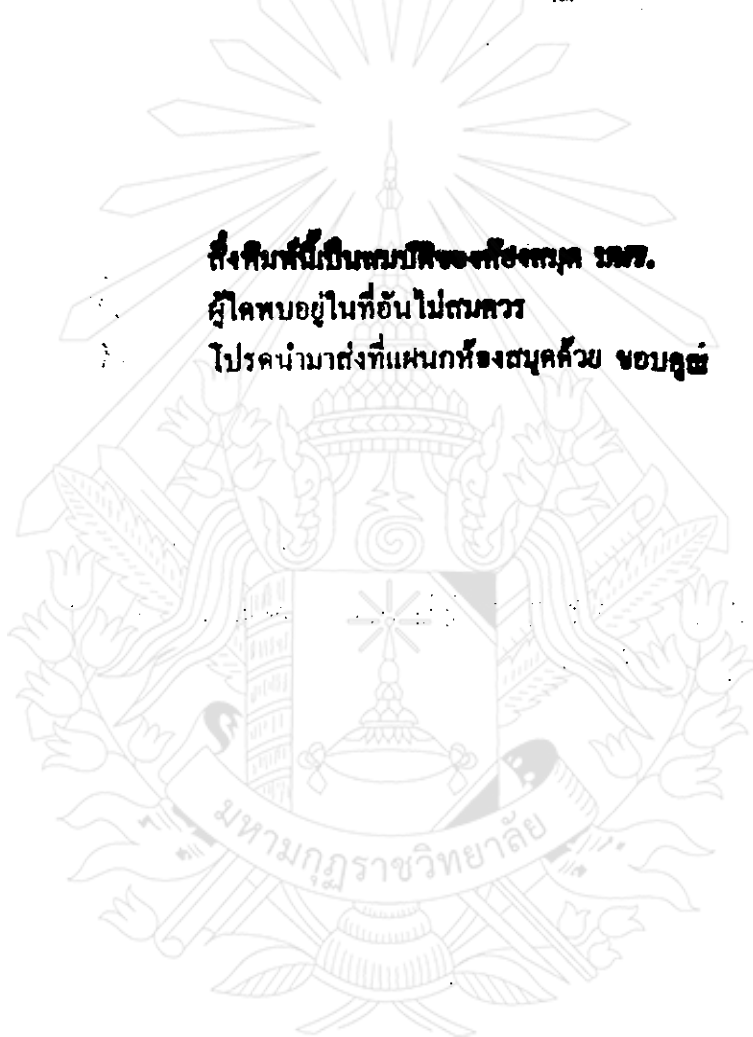 สิ่งพิมพ์นี้เป็นสมบัติของห้องสมุด มมร.
ผู้ใดพบอยู่ในที่อันไม่สมควร
โปรดนำมาส่งที่แผนกห้องสมุดด้วย ขอบคุณ
มหามกุฏราชวิทยาลัย